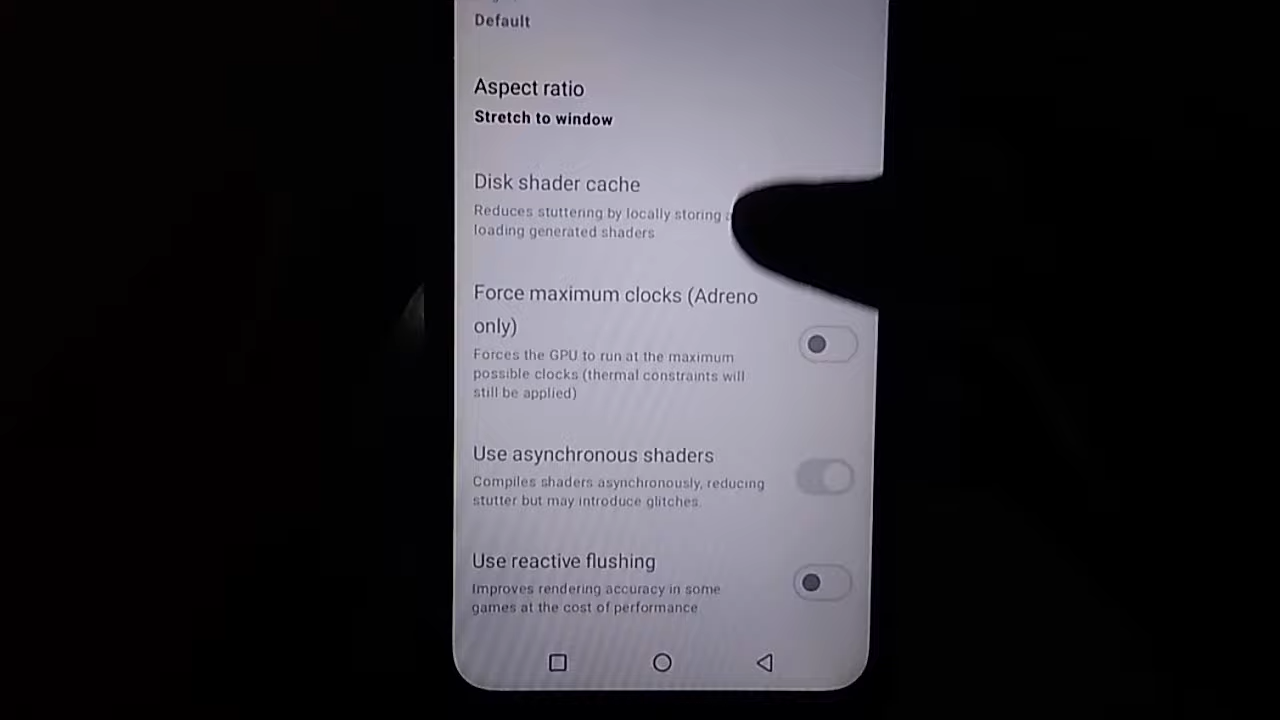 Default
Aspect ratio
Stretch to window
Disk shader cache
Reduces stuttering by locally storing
loading generated shaders
Force maximum clocks (Adreno
only)
Forces the GPU to run at the maximum
possible clocks (thermal constraints will
still be applied)
Use asynchronous shaders
Compiles shaders asynchronously, reducing
stutter but may introduce glitches.
Use reactive flushing
Improves rendering accuracy in some
games at the cost of performance